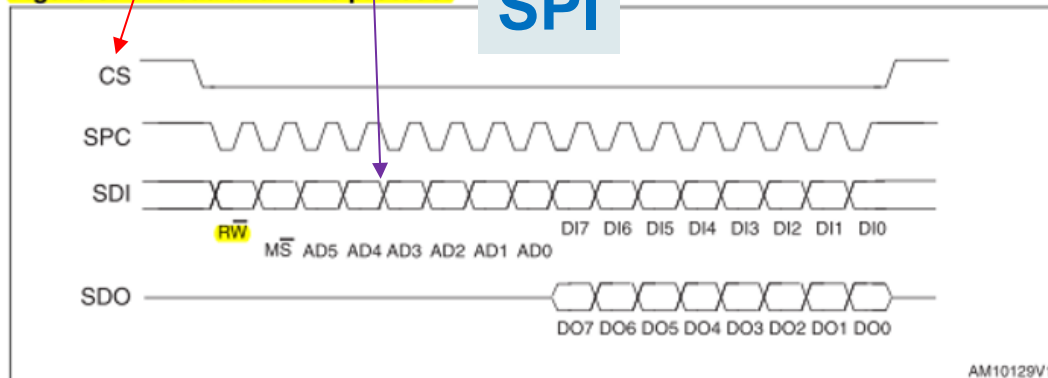 SPI
CS
SPC
SDI
RW̅ DI7 DI6 DI5 DI4 DI3 DI2 DI1 DI0
MS̅ AD5 AD4 AD3 AD2 AD1 AD0
SDO
DO7 DO6 DO5 DO4 DO3 DO2 DO1 DO0
AM10129V1